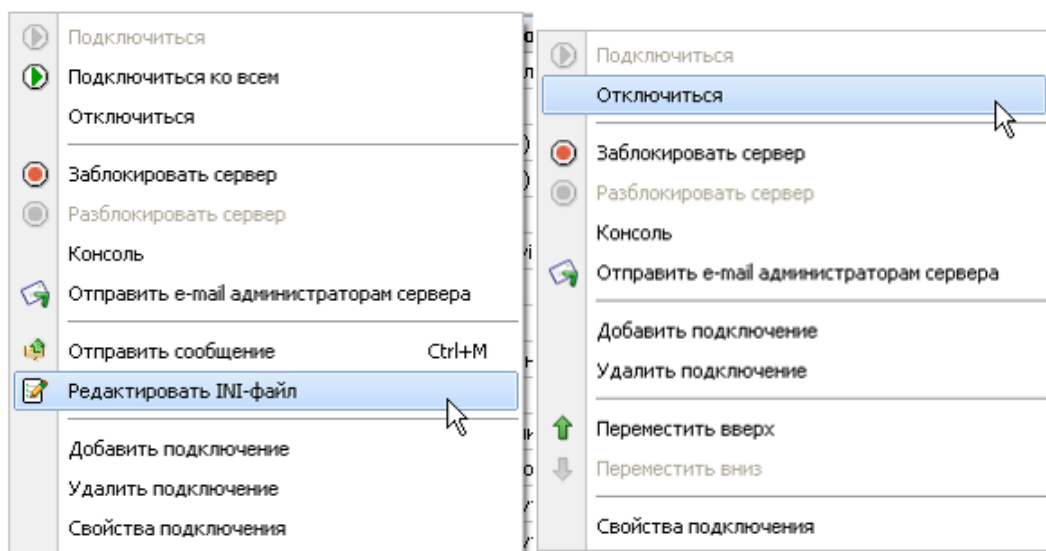 Подключиться
Подключиться ко всем
Отключиться
Заблокировать сервер
Разблокировать сервер
Консоль
Отправить e-mail администраторам сервера
Отправить сообщение Ctrl+M
Редактировать INI-файл
Добавить подключение
Удалить подключение
Свойства подключения
Подключиться
Отключиться
Заблокировать сервер
Разблокировать сервер
Консоль
Отправить e-mail администраторам сервера
Добавить подключение
Удалить подключение
Переместить вверх
Переместить вниз
Свойства подключения